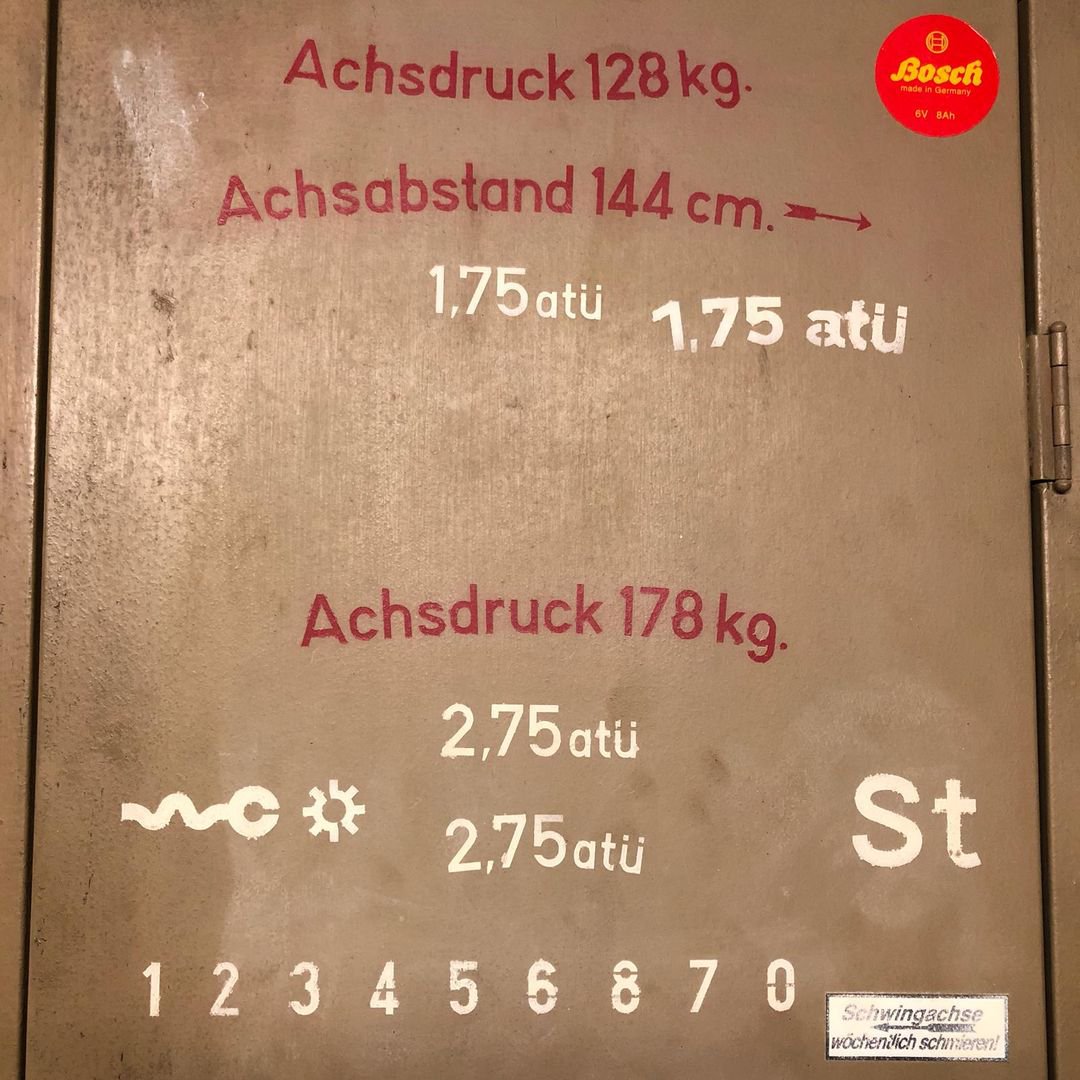 Bosch
made in Germany
6V 8Ah
Achsdruck 128 kg.
Achsabstand 144 cm.
1,75 atü 1,75 atü
Achsdruck 178 kg.
2,75 atü
2,75 atü
St
1 2 3 4 5 6 8 7 0
Schwingachse
wöchentlich schmieren!